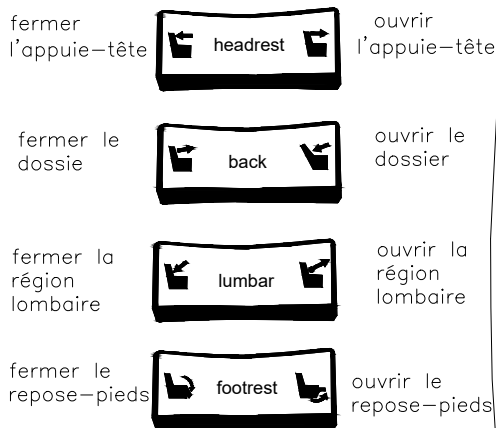 fermer
l'appuie-tête
headrest
ouvrir
l'appuie-tête
fermer le
dossie
back
ouvrir le
dossier
fermer la
région
lombaire
lumbar
ouvrir la
région
lombaire
fermer le
repose-pieds
footrest
ouvrir le
repose-pieds